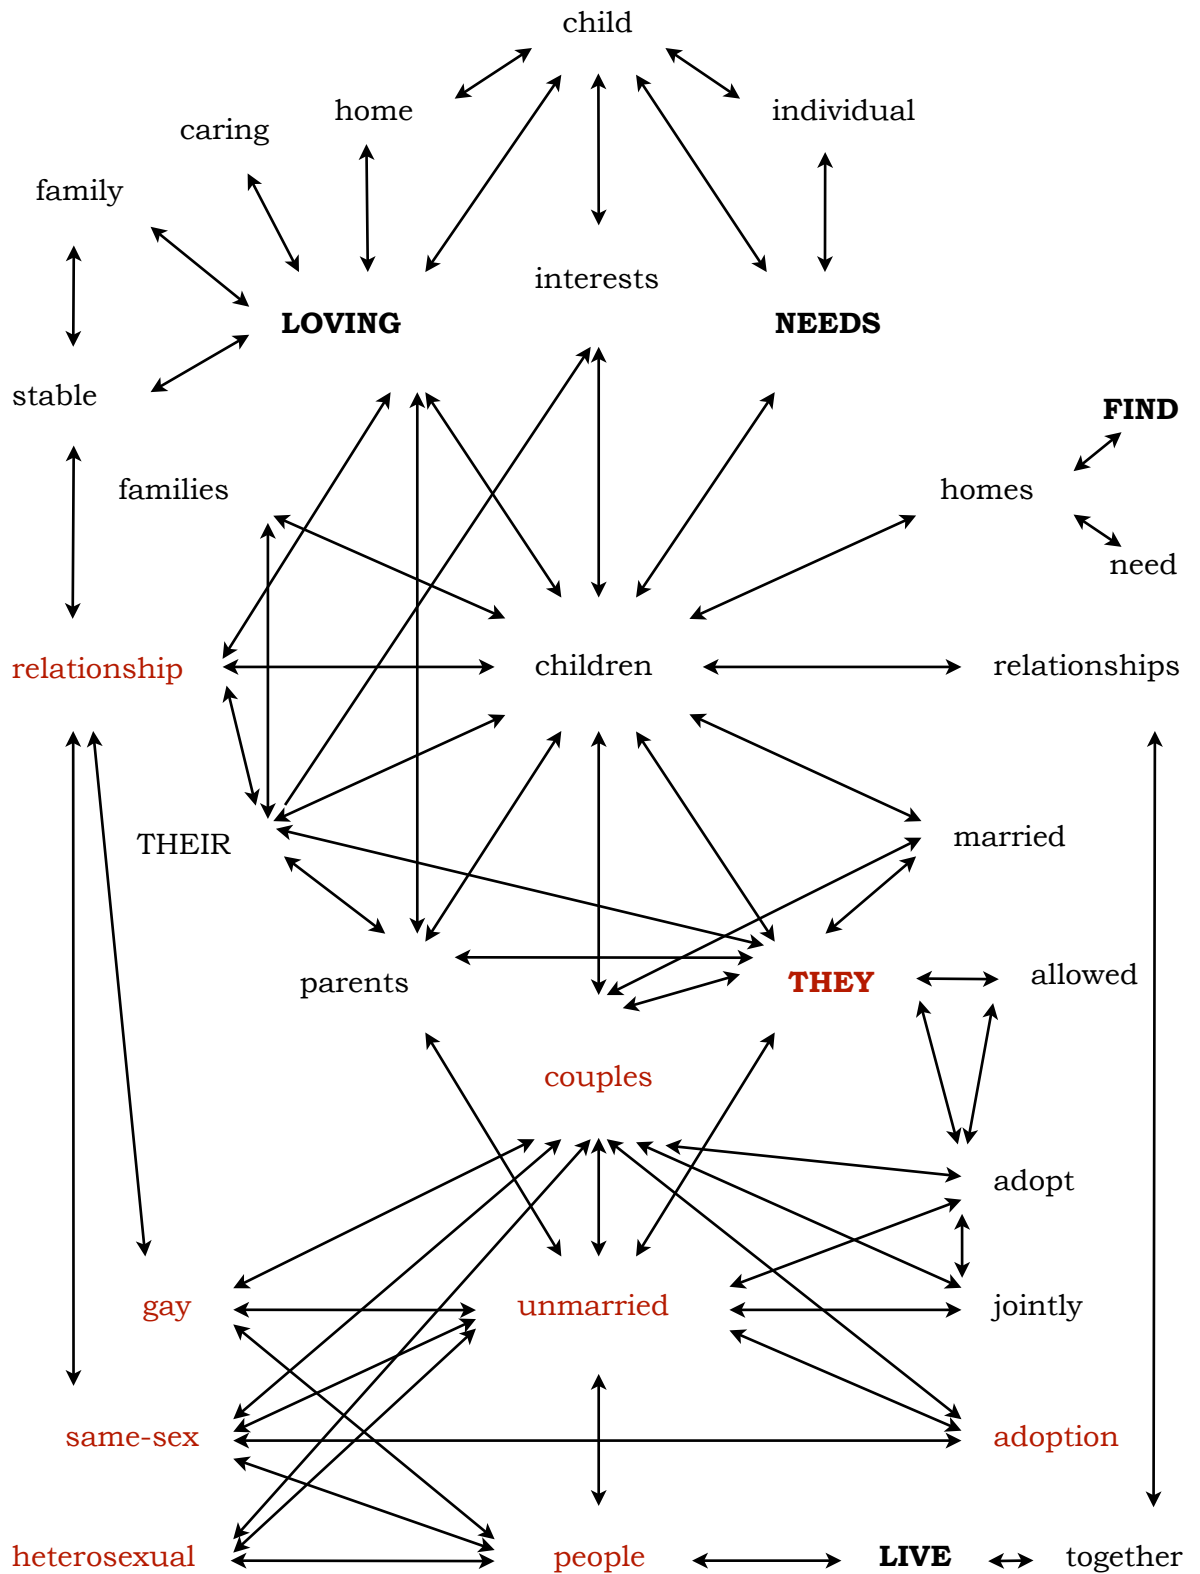 child
home
individual
caring
family
interests
LOVING
NEEDS
stable
FIND
families
homes
need
relationship
children
relationships
THEIR
married
parents
THEY
allowed
couples
adopt
gay
unmarried
jointly
same-sex
adoption
heterosexual
people
LIVE
together